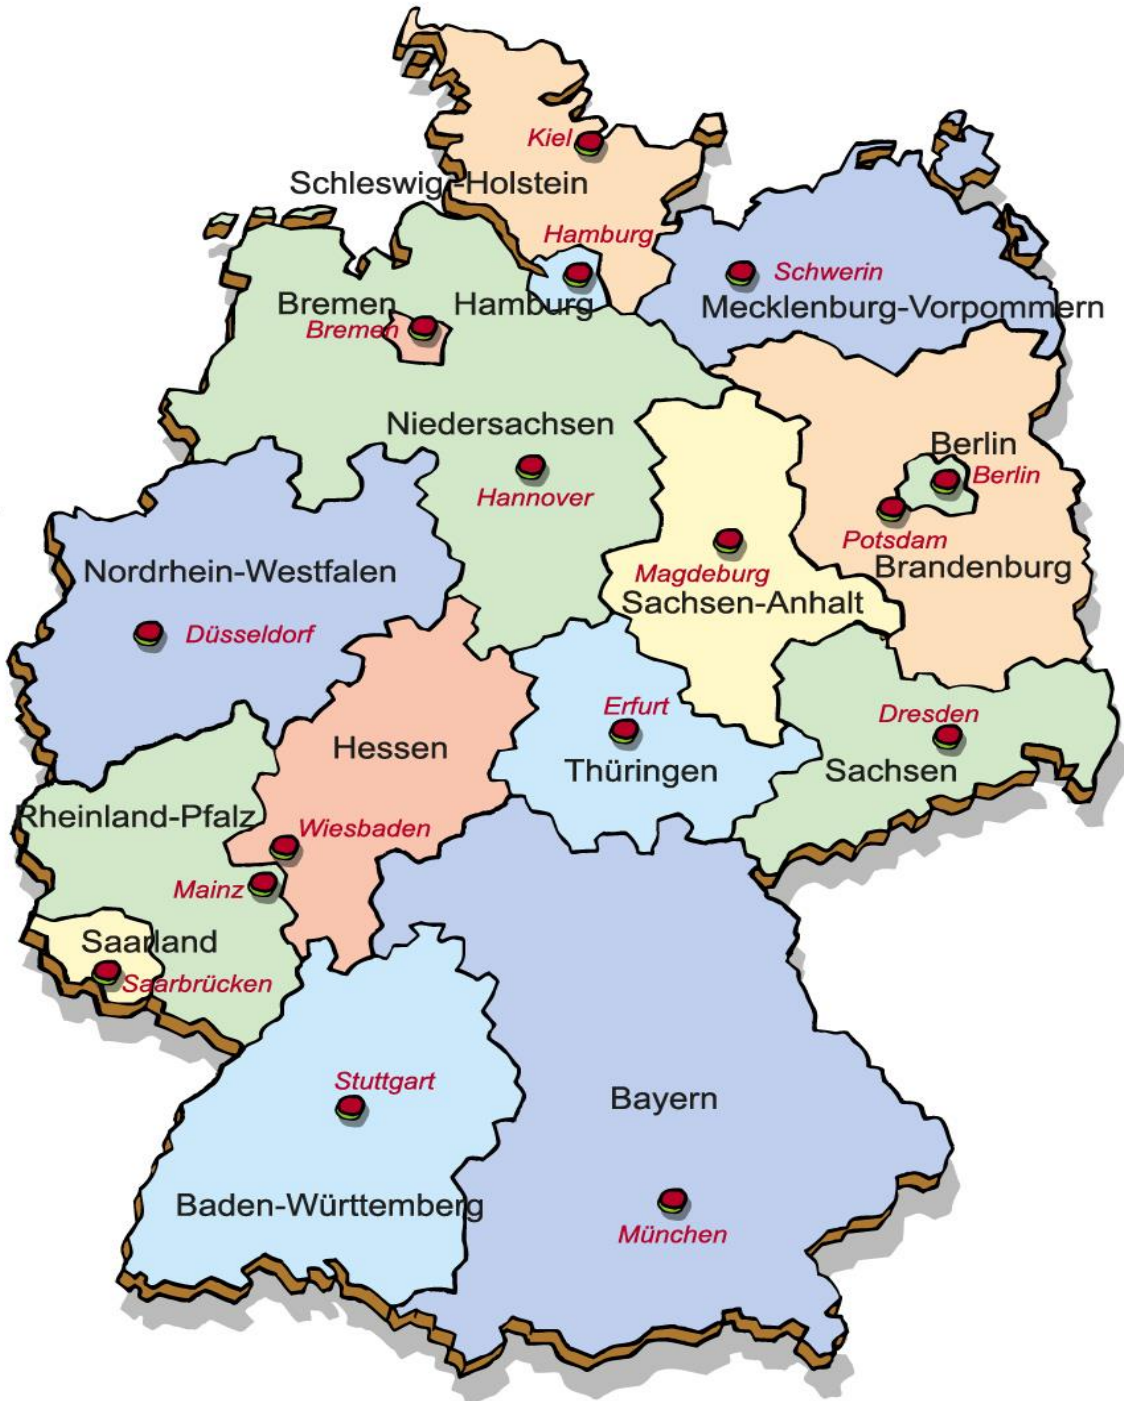 Kiel
Schleswig-Holstein
Hamburg
Schwerin
Bremen
Hamburg
Mecklenburg-Vorpommern
Bremen
Niedersachsen
Berlin
Berlin
Hannover
Potsdam
Nordrhein-Westfalen
Magdeburg
Brandenburg
Sachsen-Anhalt
Düsseldorf
Erfurt
Dresden
Hessen
Thüringen
Sachsen
Rheinland-Pfalz
Wiesbaden
Mainz
Saarland
Saarbrücken
Stuttgart
Bayern
Baden-Württemberg
München